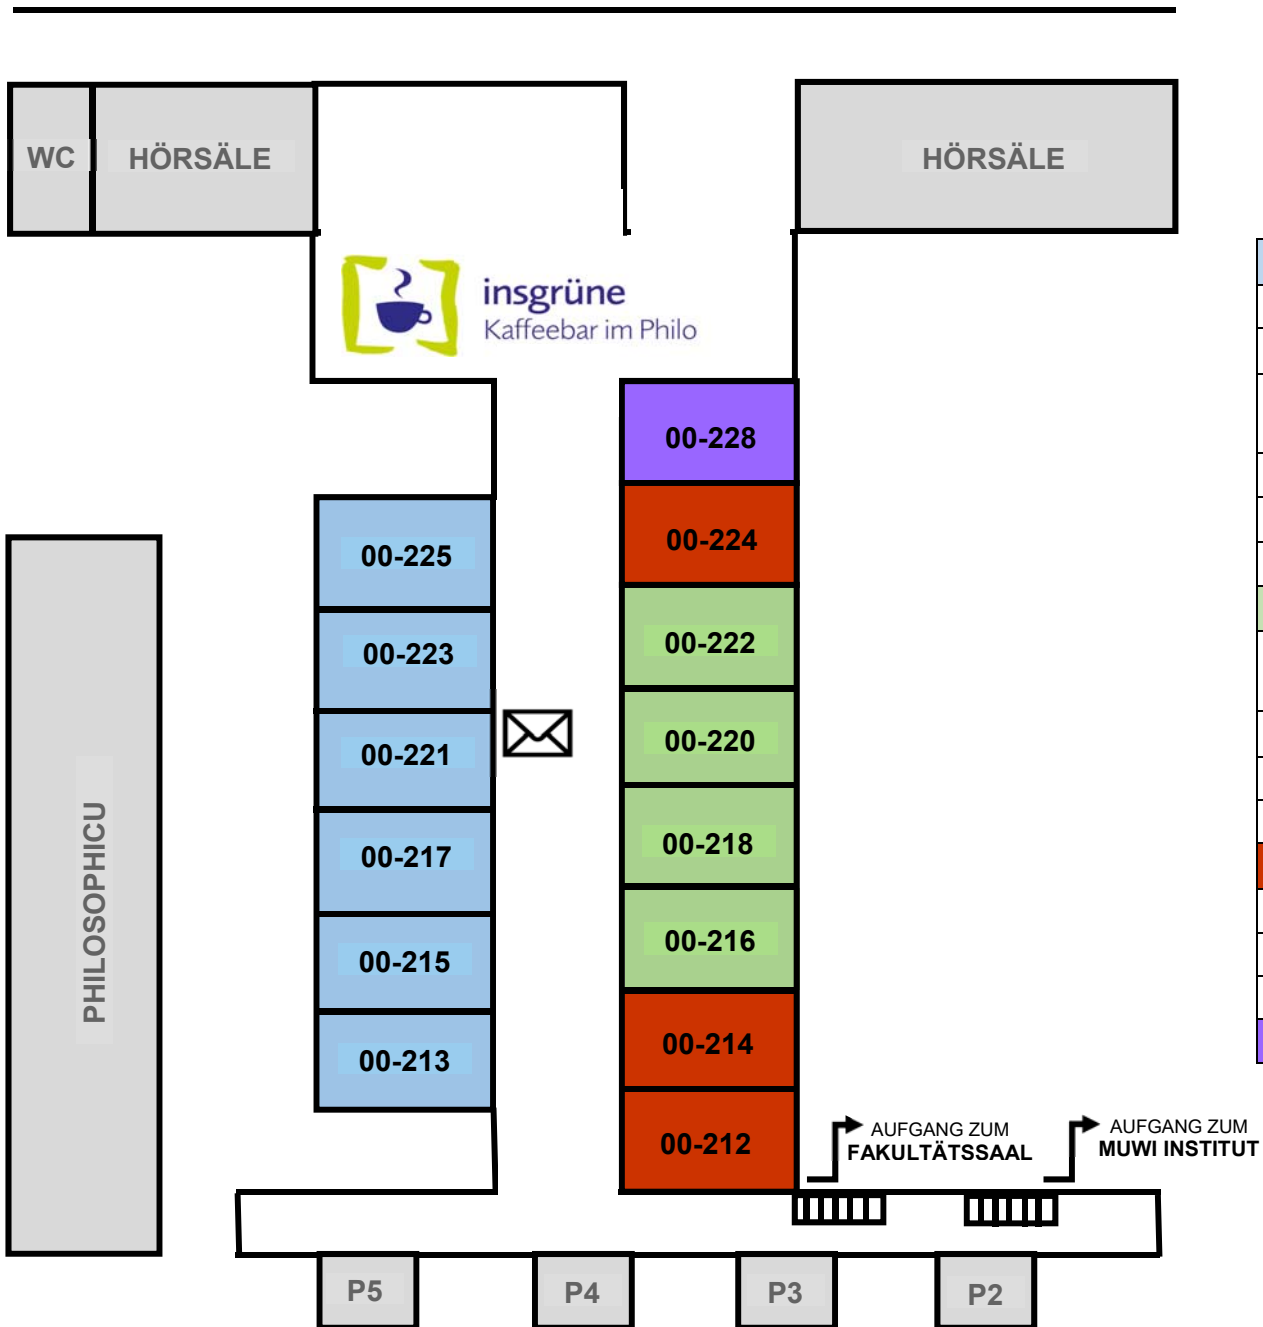 WC
HÖRSÄLE
HÖRSÄLE
insgrüne
Kaffeebar im Philo
00-228
00-224
00-225
00-222
00-223
00-220
00-221
00-218
00-217
00-216
00-215
00-214
00-213
00-212
PHILOSOPHICU
AUFGANG ZUM
FAKULTÄTSSAAL
AUFGANG ZUM
MUWI INSTITUT
P5
P4
P3
P2